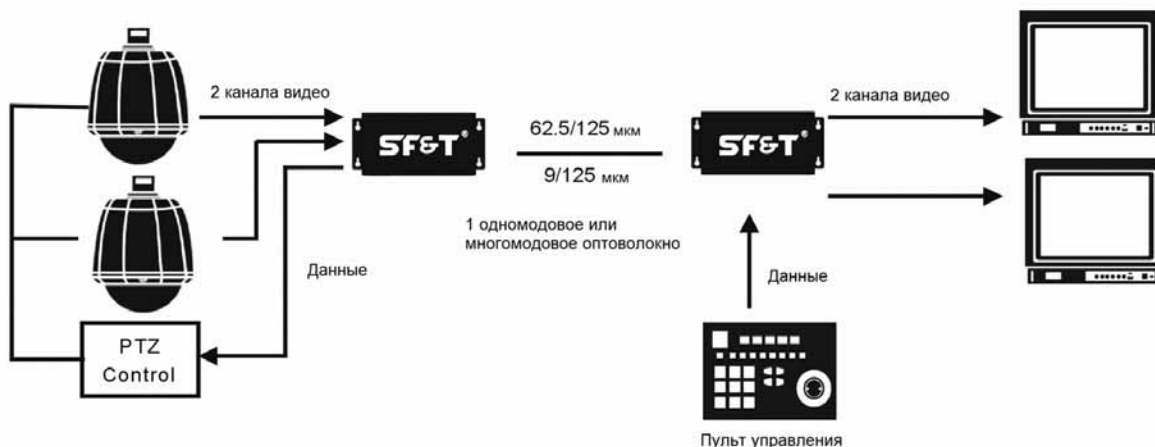 2 канала видео
SF&T®
62.5/125 мкм
9/125 мкм
SF&T®
2 канала видео
1 одномодовое или
многомодовое оптоволокно
Данные
Данные
PTZ
Control
Пульт управления